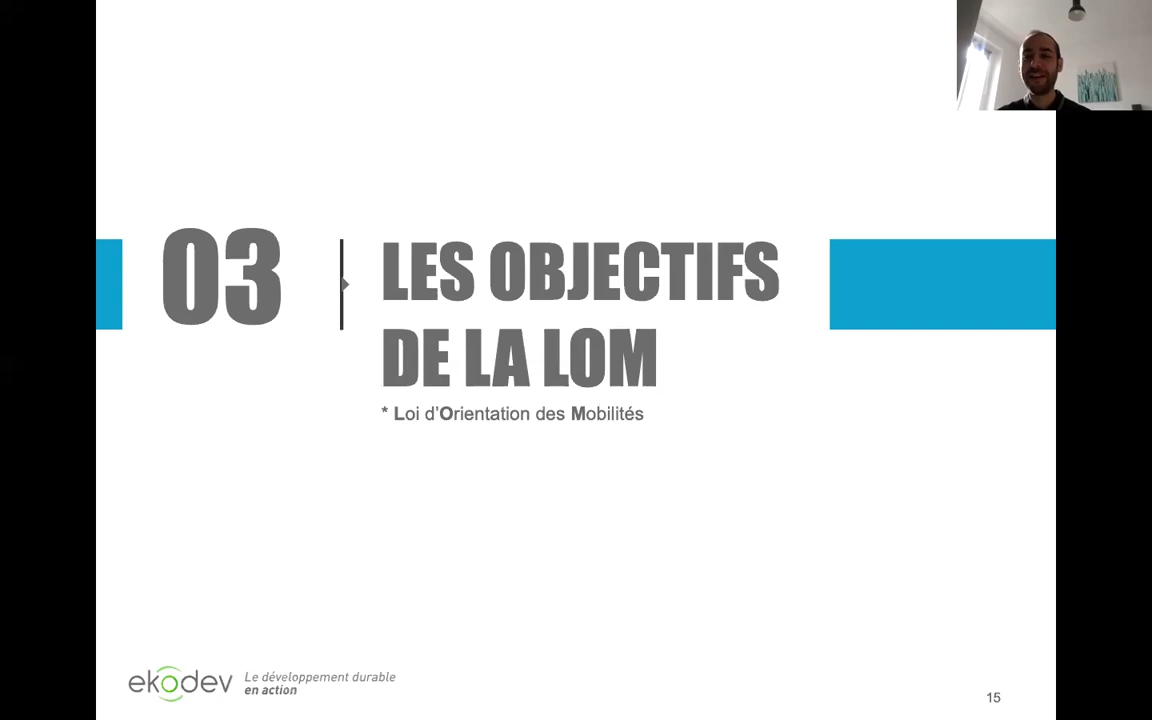 03
LES OBJECTIFS
DE LA LOM
* Loi d'Orientation des Mobilités
ekodev
Le développement durable
en action
15